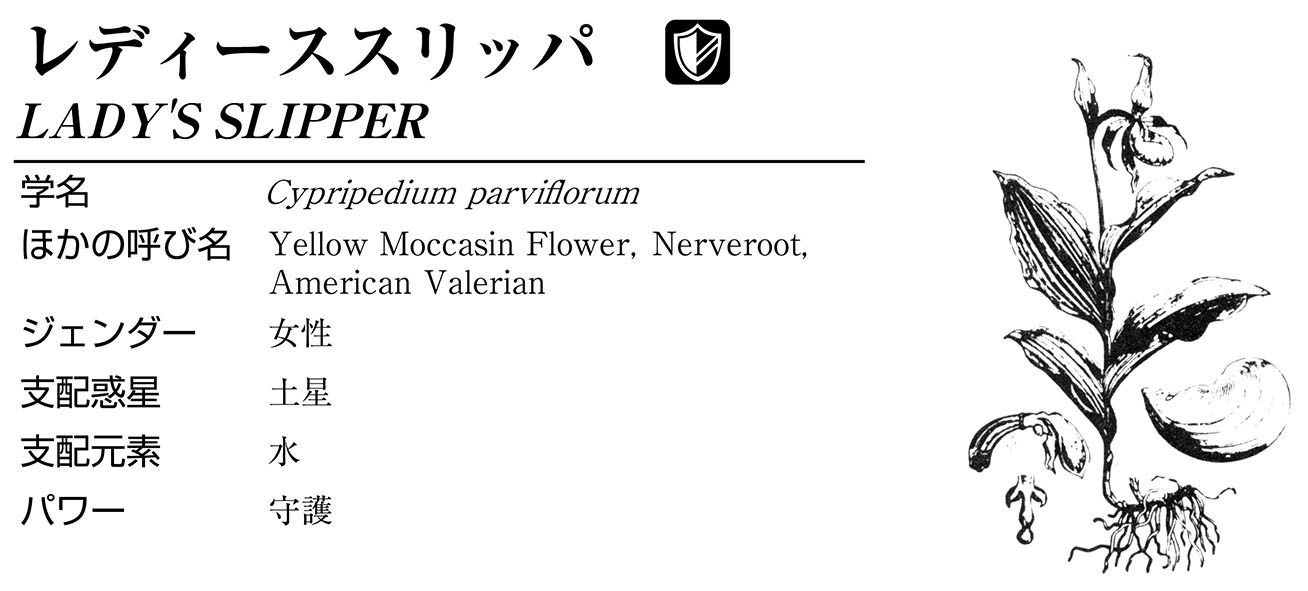 レディーススリッパ
LADY'S SLIPPER
学名 Cypripedium parviflorum
ほかの呼び名 Yellow Moccasin Flower, Nerveroot,
American Valerian
ジェンダー 女性
支配惑星 土星
支配元素 水
パワー 守護